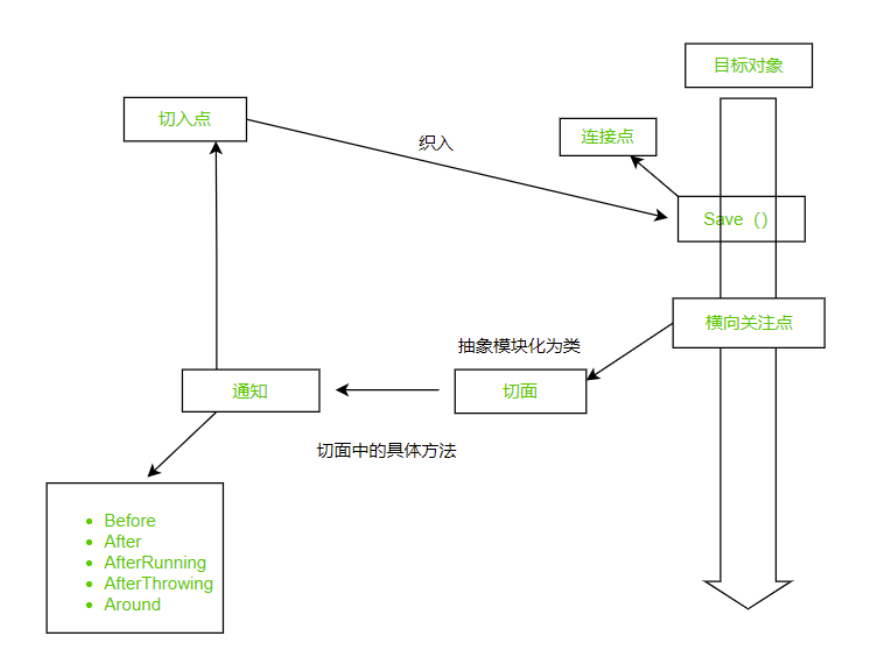 目标对象
切入点
织入
连接点
Save（）
横向关注点
抽象模块化为类
通知
切面
切面中的具体方法
Before
After
AfterRunning
AfterThrowing
Around